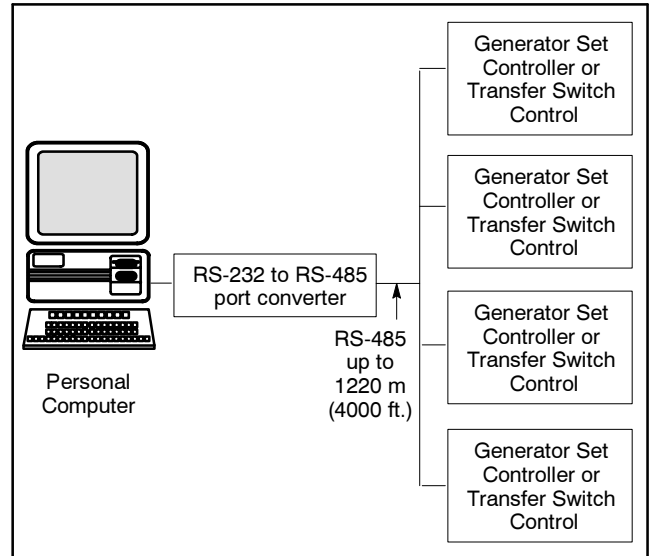 Generator Set
Controller or
Transfer Switch
Control
Generator Set
Controller or
Transfer Switch
Control
RS-232 to RS-485
port converter
Generator Set
Controller or
Transfer Switch
Control
RS-485
up to
1220 m
(4000 ft.)
Personal
Computer
Generator Set
Controller or
Transfer Switch
Control